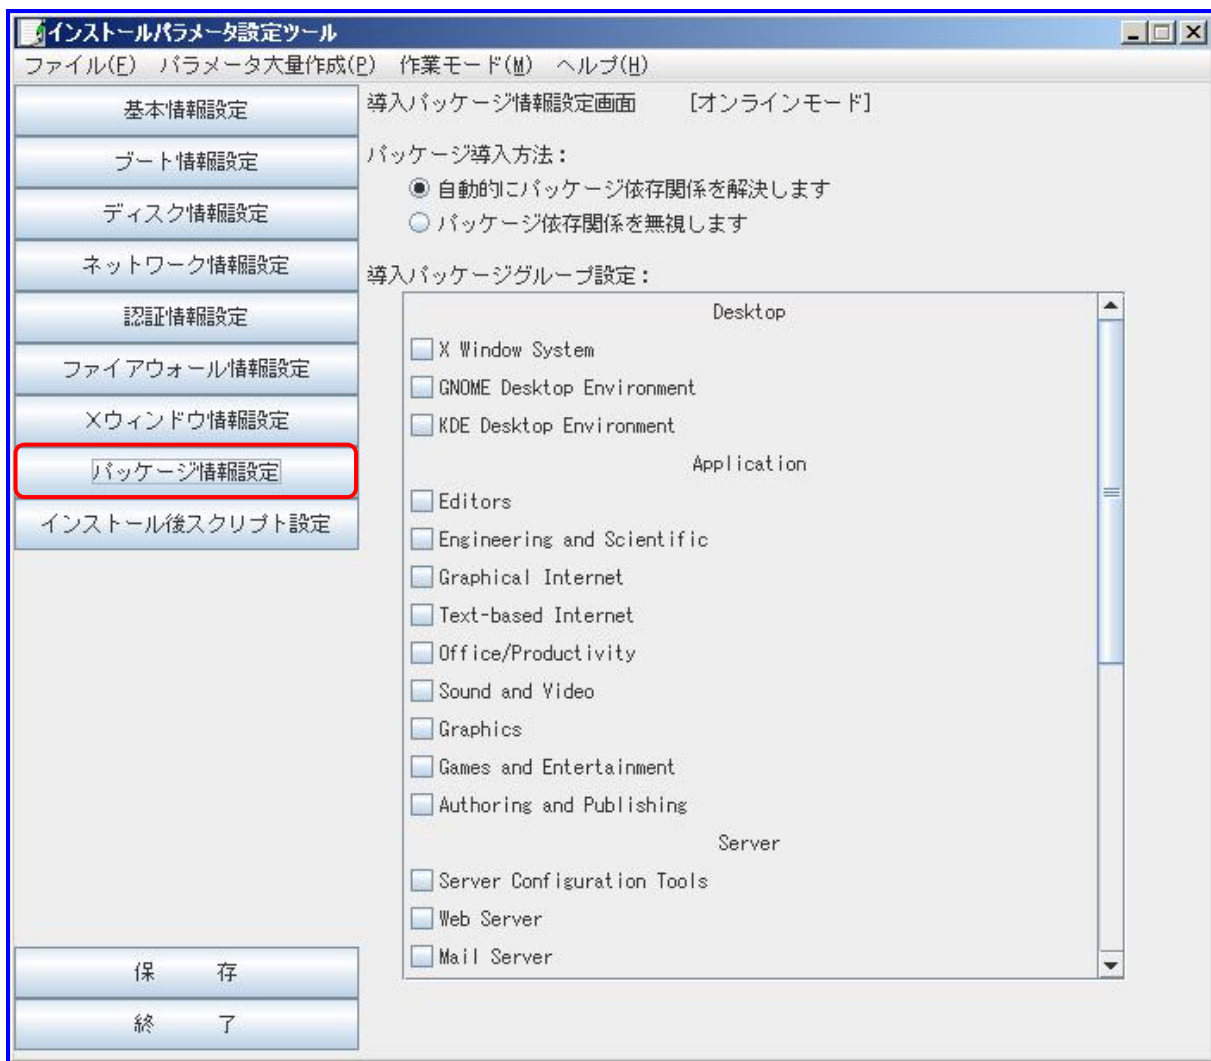 インストールパラメータ設定ツール
ファイル(F) パラメータ大量作成(P) 作業モード(M) ヘルプ(H)
基本情報設定
ブート情報設定
ディスク情報設定
ネットワーク情報設定
認証情報設定
ファイアウォール情報設定
Xウィンドウ情報設定
パッケージ情報設定
インストール後スクリプト設定
保 存
終 了
導入パッケージ情報設定画面 [オンラインモード]
パッケージ導入方法：
自動的にパッケージ依存関係を解決します
パッケージ依存関係を無視します
導入パッケージグループ設定：
Desktop
X Window System
GNOME Desktop Environment
KDE Desktop Environment
Application
Editors
Engineering and Scientific
Graphical Internet
Text-based Internet
Office/Productivity
Sound and Video
Graphics
Games and Entertainment
Authoring and Publishing
Server
Server Configuration Tools
Web Server
Mail Server